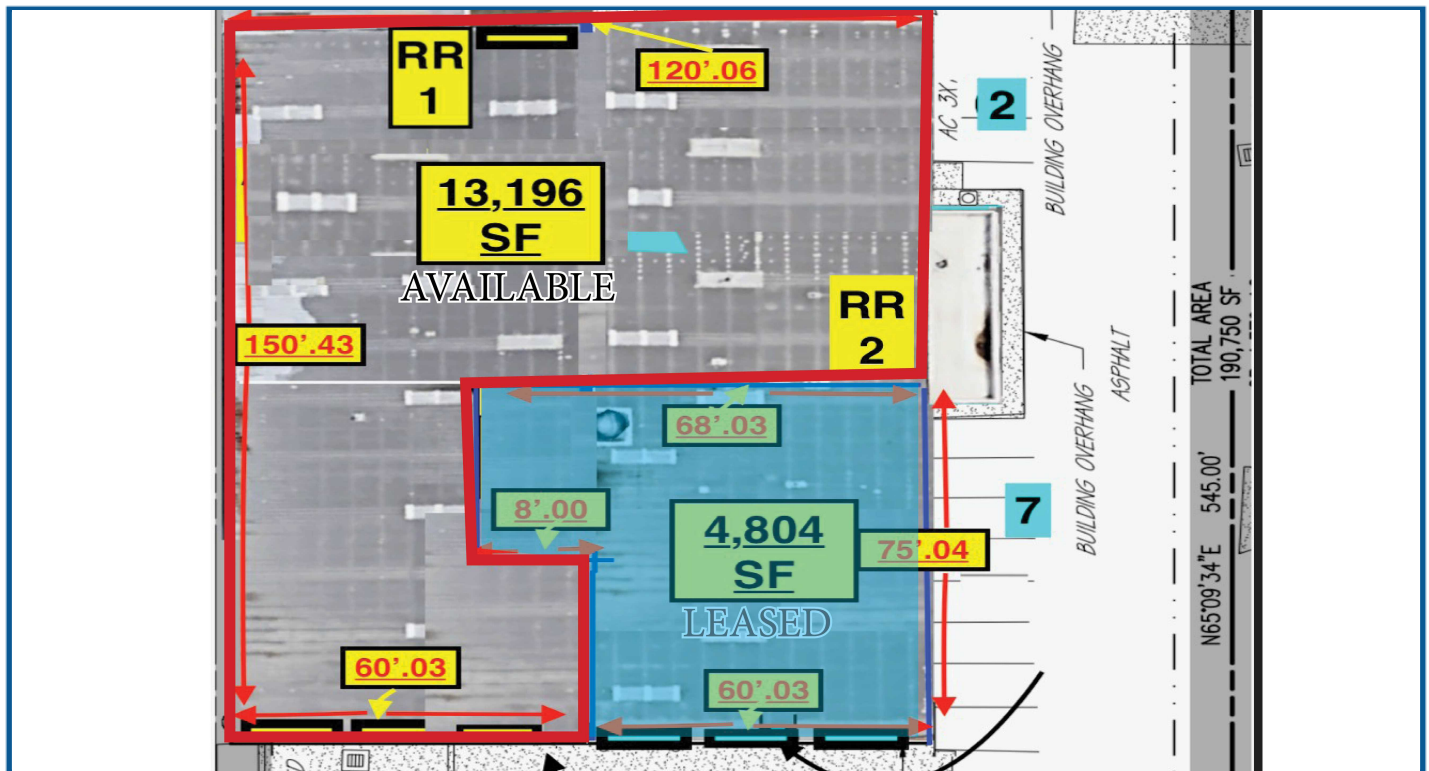 RR
1
120'.06
AC 3X,
2
BUILDING OVERHANG
13,196
SF
AVAILABLE
RR
2
150'.43
TOTAL AREA
190,750 SF
BUILDING OVERHANG
ASPHALT
68'.03
8'.00
4,804
SF
LEASED
75'.04
7
N65°09'34"E 545.00'
60'.03
60'.03